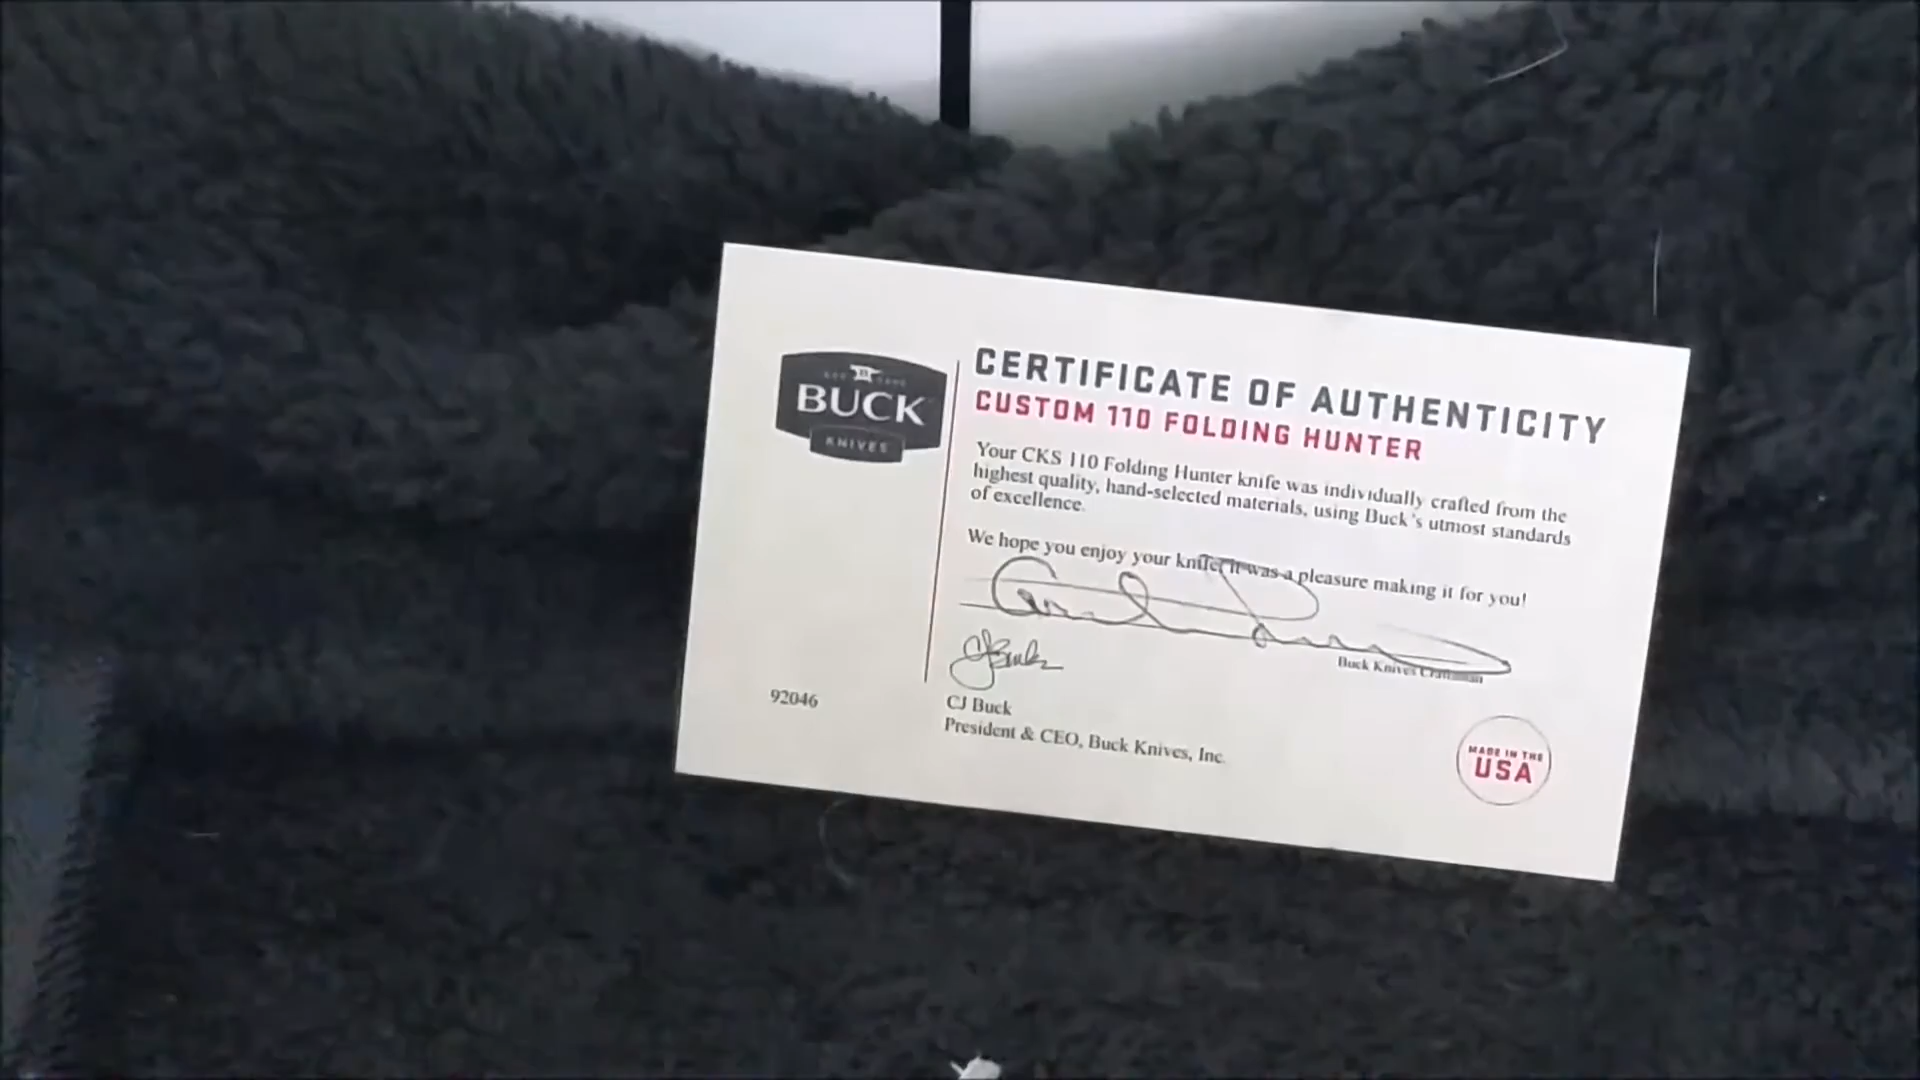 BUCK
KNIVES
CERTIFICATE OF AUTHENTICITY
CUSTOM 110 FOLDING HUNTER
Your CKS 110 Folding Hunter knife was individually crafted from the
highest quality, hand-selected materials, using Buck's utmost standards
of excellence.
We hope you enjoy your knife, it was a pleasure making it for you!
Buck Knives Craftsman
CJ Buck
92046
CJ Buck
President & CEO, Buck Knives, Inc.
MADE IN THE
USA